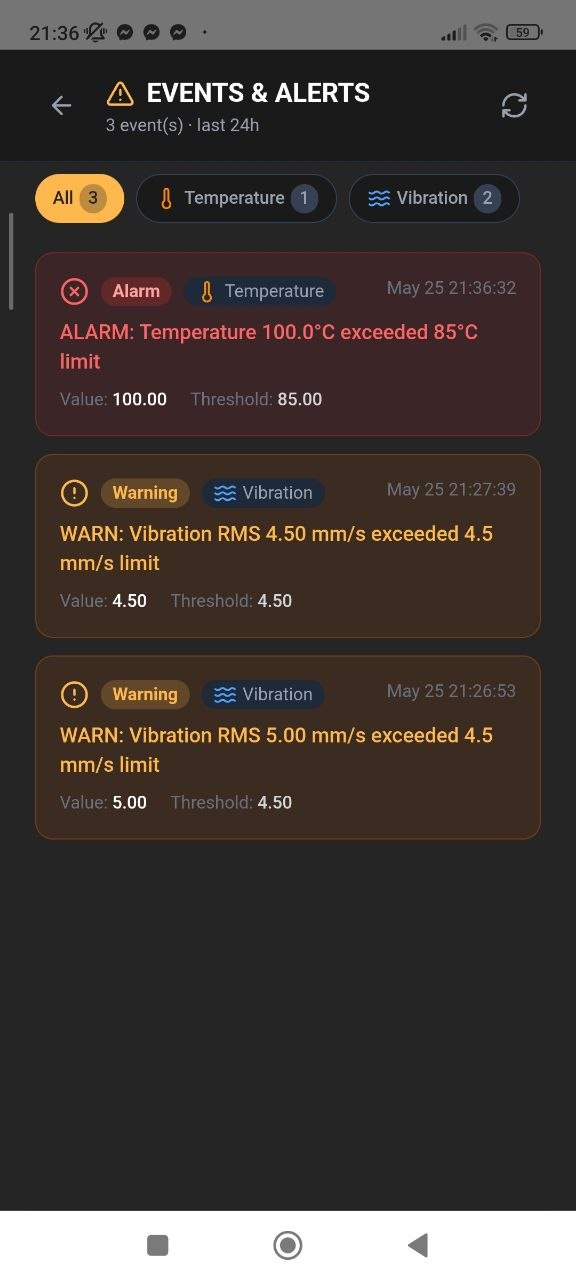 21:36
59
EVENTS & ALERTS
3 event(s) · last 24h
All 3 Temperature 1 Vibration 2
Alarm Temperature May 25 21:36:32
ALARM: Temperature 100.0°C exceeded 85°C
limit
Value: 100.00 Threshold: 85.00
Warning Vibration May 25 21:27:39
WARN: Vibration RMS 4.50 mm/s exceeded 4.5
mm/s limit
Value: 4.50 Threshold: 4.50
Warning Vibration May 25 21:26:53
WARN: Vibration RMS 5.00 mm/s exceeded 4.5
mm/s limit
Value: 5.00 Threshold: 4.50